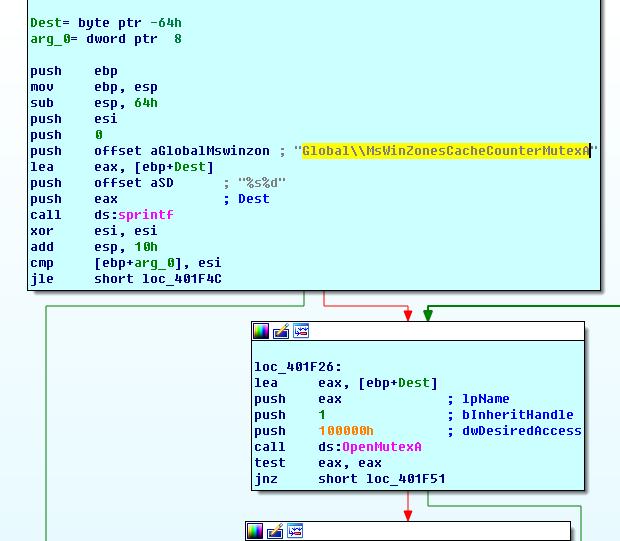 Dest= byte ptr -64h
arg_0= dword ptr  8
push    ebp
mov     ebp, esp
sub     esp, 64h
push    esi
push    0
push    offset aGlobalMswinzon ; "Global\\MsWinZonesCacheCounterMutexA"
lea     eax, [ebp+Dest]
push    offset aSD      ; "%s%d"
push    eax             ; Dest
call    ds:sprintf
xor     esi, esi
add     esp, 10h
cmp     [ebp+arg_0], esi
jle     short loc_401F4C
loc_401F26:
lea     eax, [ebp+Dest]
push    eax             ; lpName
push    1               ; bInheritHandle
push    100000h         ; dwDesiredAccess
call    ds:OpenMutexA
test    eax, eax
jnz     short loc_401F51